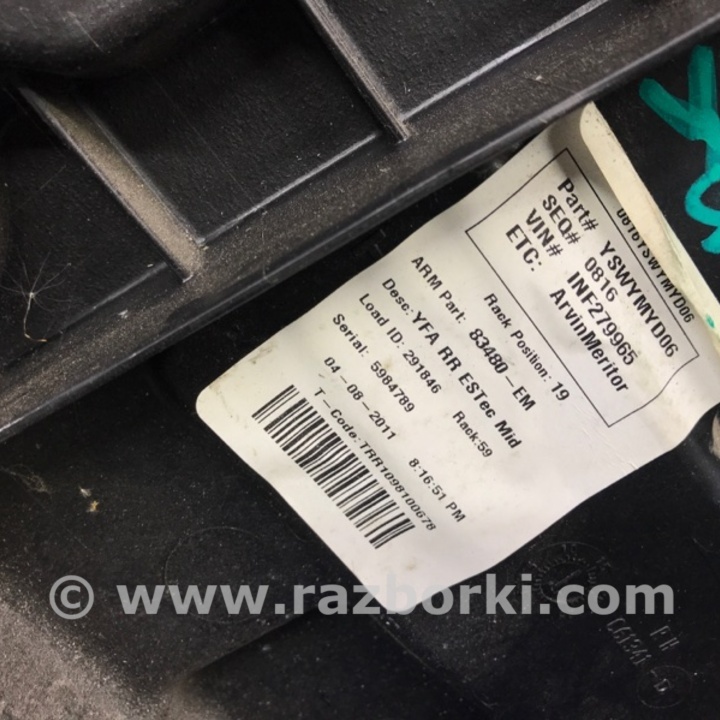 0816YSWYMYD06
Part# YSWYMYD06
SEQ# 0816
VIN# INF279965
ETC: ArvinMeritor
Rack Position: 19
ARM Part: 83480-EM
Desc: YFA RR ESTec Mid
Load ID: 291846 Rack:59
Serial: 5984789
04-08-2011 8:16:51 PM
T-Code:TRR1098100678
© www.razborki.com